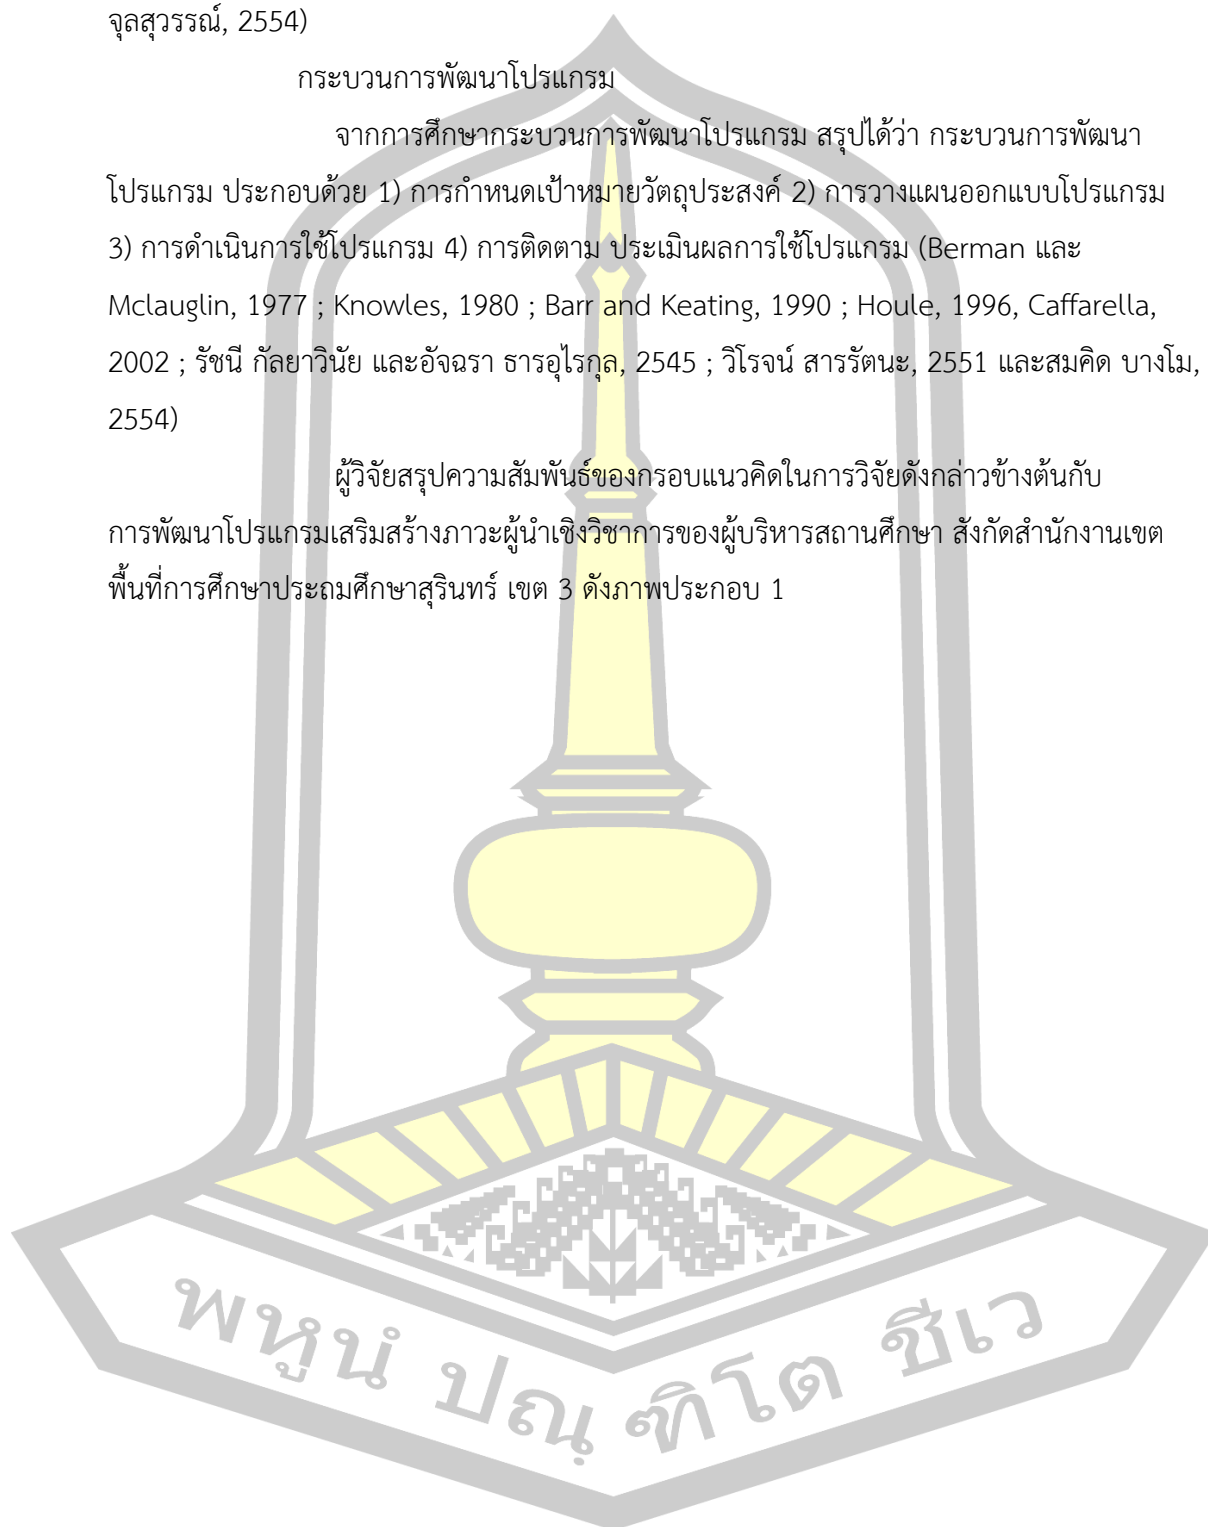 จุลสุวรรณ์, 2554)
กระบวนการพัฒนาโปรแกรม
จากการศึกษากระบวนการพัฒนาโปรแกรม สรุปได้ว่า กระบวนการพัฒนา
โปรแกรม ประกอบด้วย 1) การกำหนดเป้าหมายวัตถุประสงค์ 2) การวางแผนออกแบบโปรแกรม
3) การดำเนินการใช้โปรแกรม 4) การติดตาม ประเมินผลการใช้โปรแกรม (Berman และ
Mclauglin, 1977 ; Knowles, 1980 ; Barr and Keating, 1990 ; Houle, 1996, Caffarella,
2002 ; รัชนี กัลยาวินัย และอัจฉรา ธารอุไรกุล, 2545 ; วิโรจน์ สารรัตนะ, 2551 และสมคิด บางโม,
2554)
ผู้วิจัยสรุปความสัมพันธ์ของกรอบแนวคิดในการวิจัยดังกล่าวข้างต้นกับ
การพัฒนาโปรแกรมเสริมสร้างภาวะผู้นำเชิงวิชาการของผู้บริหารสถานศึกษา สังกัดสำนักงานเขต
พื้นที่การศึกษาประถมศึกษาสุรินทร์ เขต 3 ดังภาพประกอบ 1
พหูนํ ปณฺฑิโต ชีเว